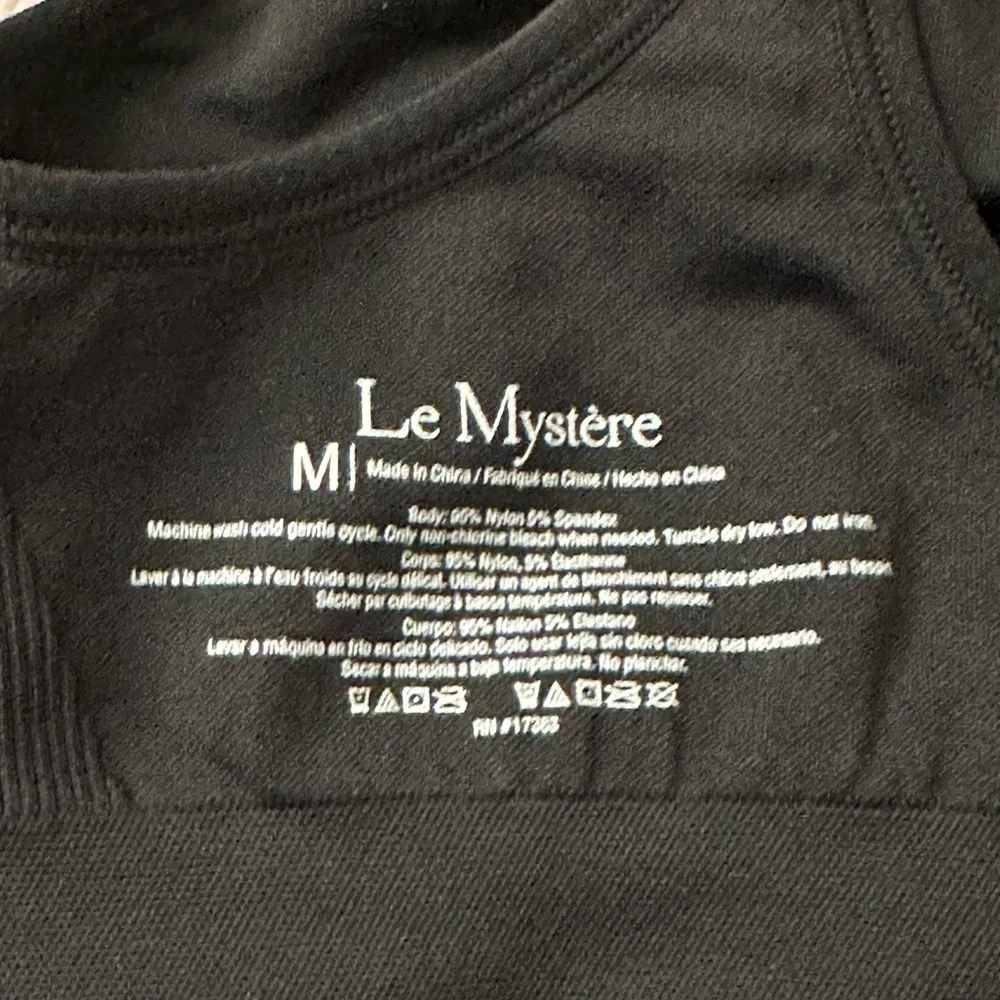 Le Mystère
M| Made in China / Fabriqué en Chine / Hecho en China
Body: 95% Nylon 5% Spandex
Machine wash cold gentle cycle. Only non-chlorine bleach when needed. Tumble dry low. Do not iron.
Corps: 95% Nylon, 5% Élasthanne
Laver à la machine à l'eau froide au cycle délicat. Utiliser un agent de blanchiment sans chlore seulement, au besoin.
Sécher par culbutage à basse température. Ne pas repasser.
Cuerpo: 95% Nailon 5% Elastano
Lavar a máquina en frío en ciclo delicado. Solo usar lejía sin cloro cuando sea necesario.
Secar a máquina a baja temperatura. No planchar.
RN #17263